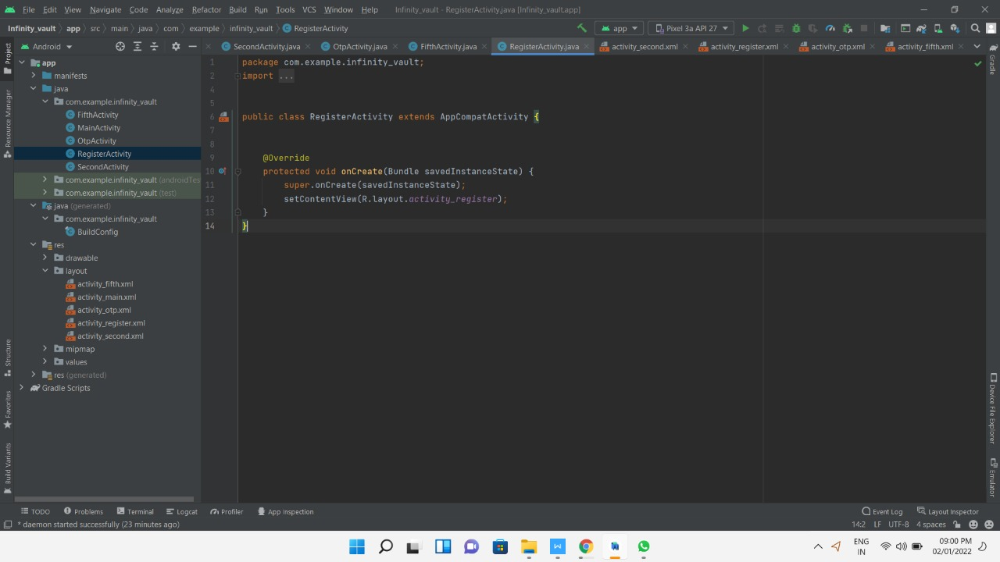 File Edit View Navigate Code Analyze Refactor Build Run Tools VCS Window Help Infinity_vault - RegisterActivity.java [Infinity_vault.app]
Infinity_vault app src main java com example infinity_vault RegisterActivity app Pixel 3a API 27
Android SecondActivity.java OtpActivity.java FifthActivity.java RegisterActivity.java activity_second.xml activity_register.xml activity_otp.xml activity_fifth.xml
Project
Resource Manager
Structure
Favorites
Build Variants
app
manifests
java
com.example.infinity_vault
FifthActivity
MainActivity
OtpActivity
RegisterActivity
SecondActivity
com.example.infinity_vault (androidTes
com.example.infinity_vault (test)
java (generated)
com.example.infinity_vault
BuildConfig
res
drawable
layout
activity_fifth.xml
activity_main.xml
activity_otp.xml
activity_register.xml
activity_second.xml
mipmap
values
res (generated)
Gradle Scripts
1 package com.example.infinity_vault;
2 import ...
4
5
6 public class RegisterActivity extends AppCompatActivity {
7
8
9 @Override
10 protected void onCreate(Bundle savedInstanceState) {
11 super.onCreate(savedInstanceState);
12 setContentView(R.layout.activity_register);
13 }
14 }
Gradle
Device File Explorer
Emulator
TODO Problems Terminal Logcat Profiler App Inspection Event Log Layout Inspector
* daemon started successfully (23 minutes ago) 14:2 LF UTF-8 4 spaces
ENG
IN
09:00 PM
02/01/2022